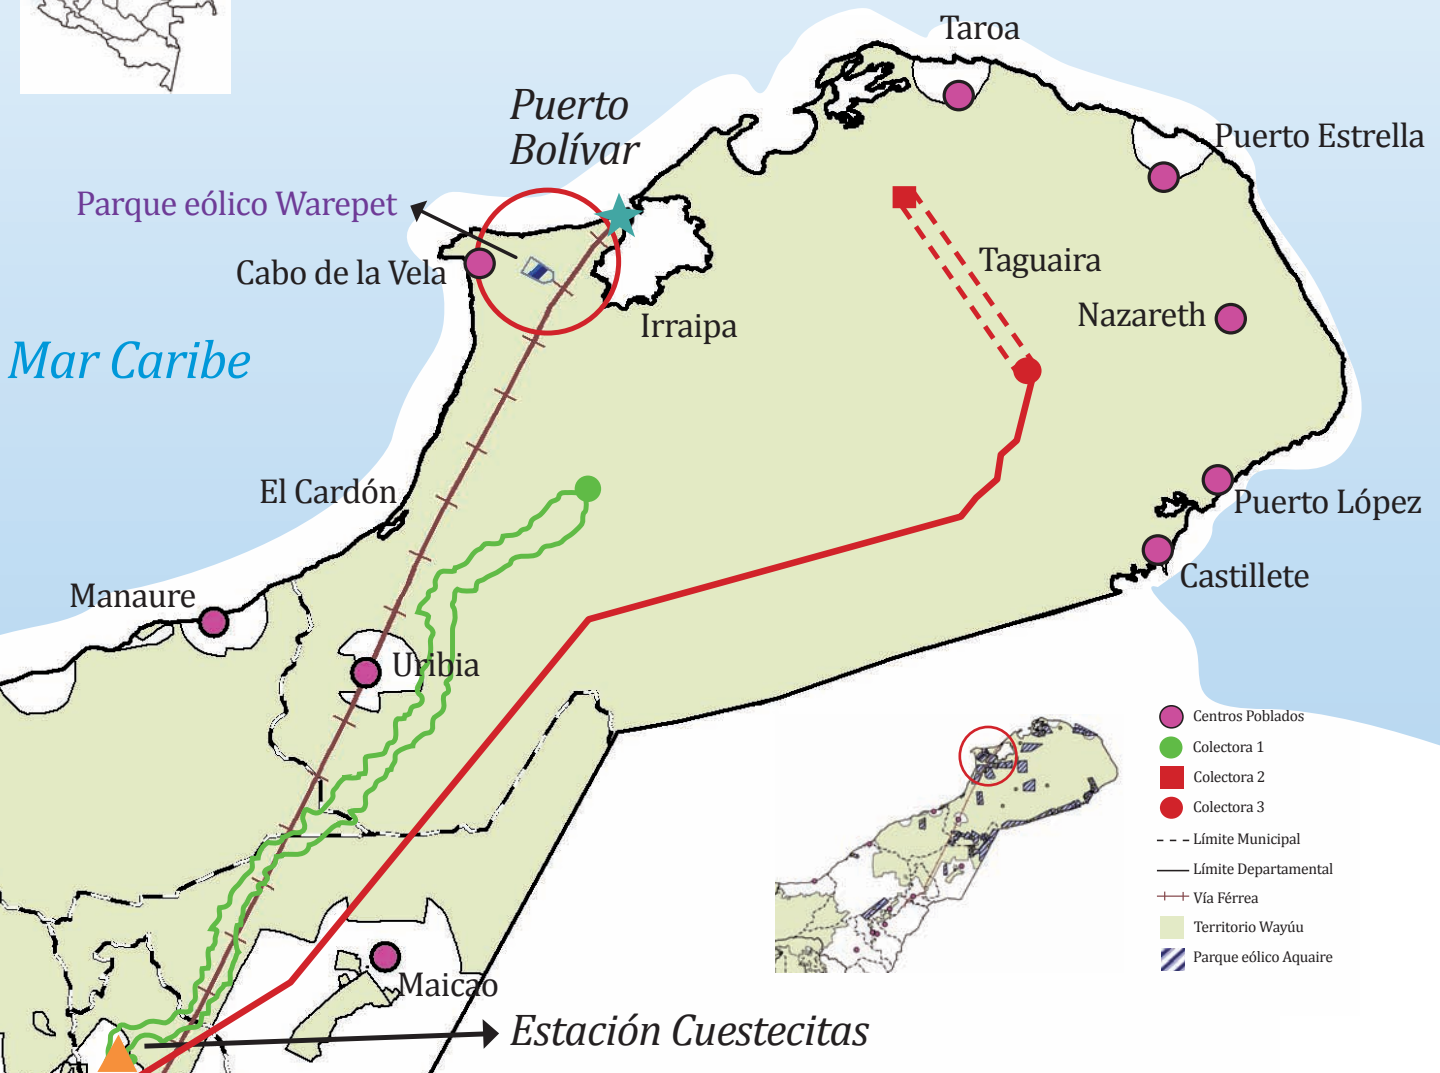 Taroa
Puerto
Bolívar
Puerto Estrella
Parque eólico Warepet
Cabo de la Vela
Taguaira
Nazareth
Irraipa
Mar Caribe
El Cardón
Puerto López
Castillete
Manaure
Uribia
Maicao
Estación Cuestecitas
Centros Poblados
Colectora 1
Colectora 2
Colectora 3
Límite Municipal
Límite Departamental
Vía Férrea
Territorio Wayúu
Parque eólico Aquaire